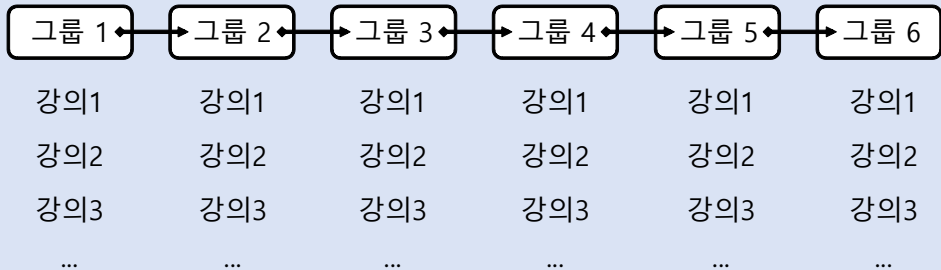 그룹 1 그룹 2 그룹 3 그룹 4 그룹 5 그룹 6
강의1 강의1 강의1 강의1 강의1 강의1
강의2 강의2 강의2 강의2 강의2 강의2
강의3 강의3 강의3 강의3 강의3 강의3
... ... ... ... ... ...